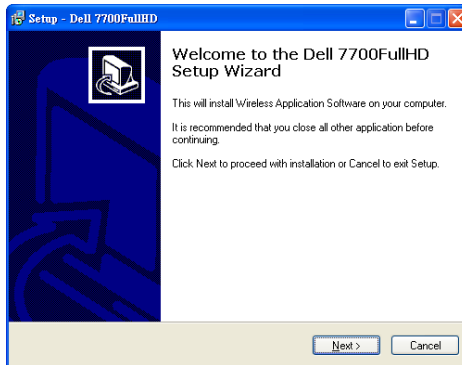 Setup - Dell 7700FullHD
Welcome to the Dell 7700FullHD
Setup Wizard
This will install Wireless Application Software on your computer.
It is recommended that you close all other application before
continuing.
Click Next to proceed with installation or Cancel to exit Setup.
Next >
Cancel